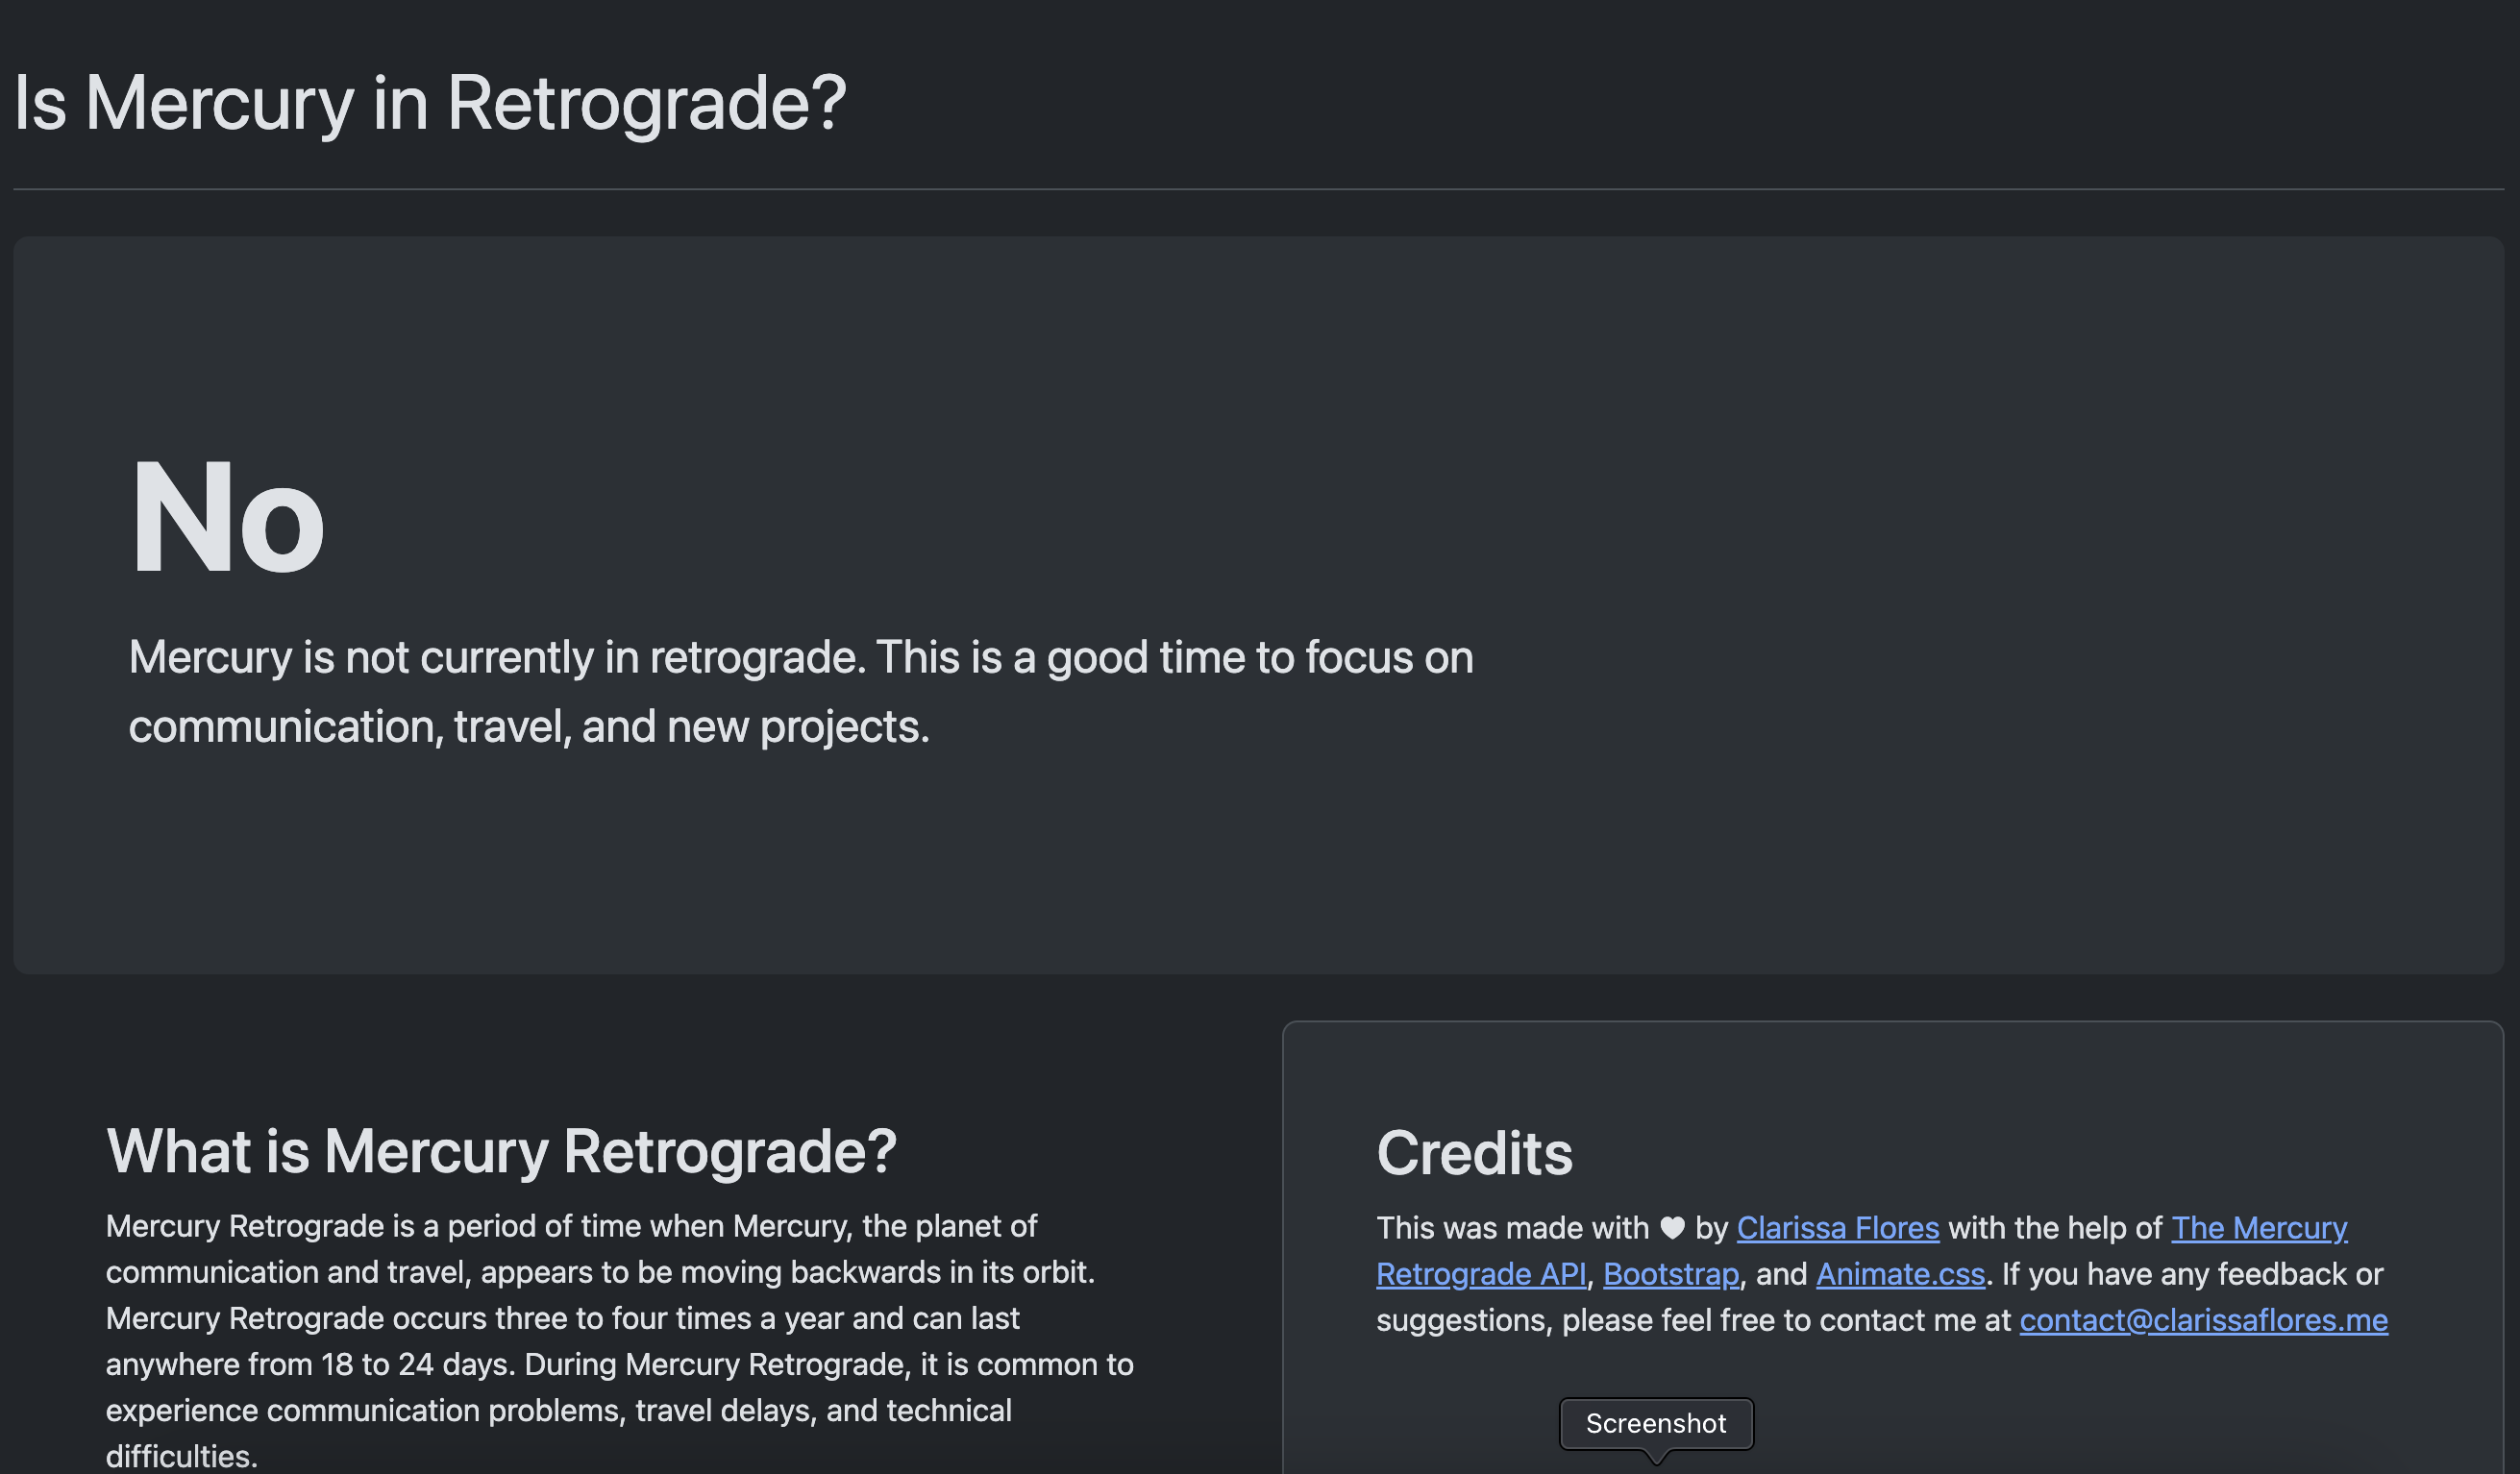 Is Mercury in Retrograde?
No
Mercury is not currently in retrograde. This is a good time to focus on
communication, travel, and new projects.
What is Mercury Retrograde?
Mercury Retrograde is a period of time when Mercury, the planet of
communication and travel, appears to be moving backwards in its orbit.
Mercury Retrograde occurs three to four times a year and can last
anywhere from 18 to 24 days. During Mercury Retrograde, it is common to
experience communication problems, travel delays, and technical
difficulties.
Credits
This was made with ♥ by Clarissa Flores with the help of The Mercury
Retrograde API, Bootstrap, and Animate.css. If you have any feedback or
suggestions, please feel free to contact me at contact@clarissaflores.me
Screenshot